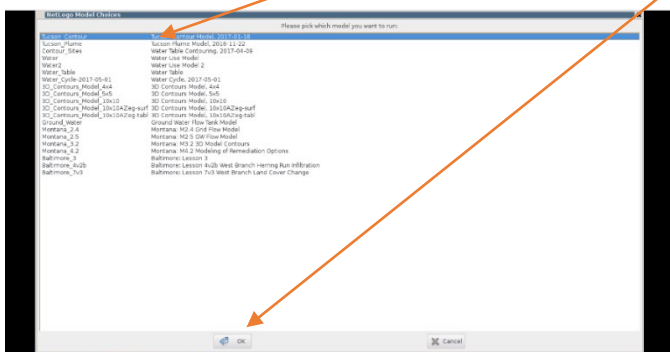 NetLogo Model Choices
Please pick which model you want to run:
Tucson_Contour Tucson Contour Model, 2017-01-18
Tucson_Plume Tucson Plume Model, 2016-11-22
Contour_Sites Water Table Contouring, 2017-04-09
Water Water Use Model
Water2 Water Use Model 2
Water_Table Water Table
Water_Cycle-2017-05-01 Water Cycle, 2017-05-01
3D_Contours_Model_4x4 3D Contours Model, 4x4
3D_Contours_Model_5x5 3D Contours Model, 5x5
3D_Contours_Model_10x10 3D Contours Model, 10x10
3D_Contours_Model_10x10AZeg-surf 3D Contours Model, 10x10AZeg-surf
3D_Contours_Model_10x10AZeg-tabl 3D Contours Model, 10x10AZeg-tabl
Ground_Water Ground Water Flow Tank Model
Montana_2.4 Montana: M2.4 Grid Flow Model
Montana_2.5 Montana: M2.5 GW Flow Model
Montana_3.2 Montana: M3.2 3D Model Contours
Montana_4.2 Montana: M4.2 Modeling of Remediation Options
Baltimore_3 Baltimore: Lesson 3
Baltimore_4v2b Baltimore: Lesson 4v2b West Branch Herring Run Infiltration
Baltimore_7v3 Baltimore: Lesson 7v3 West Branch Land Cover Change
OK Cancel